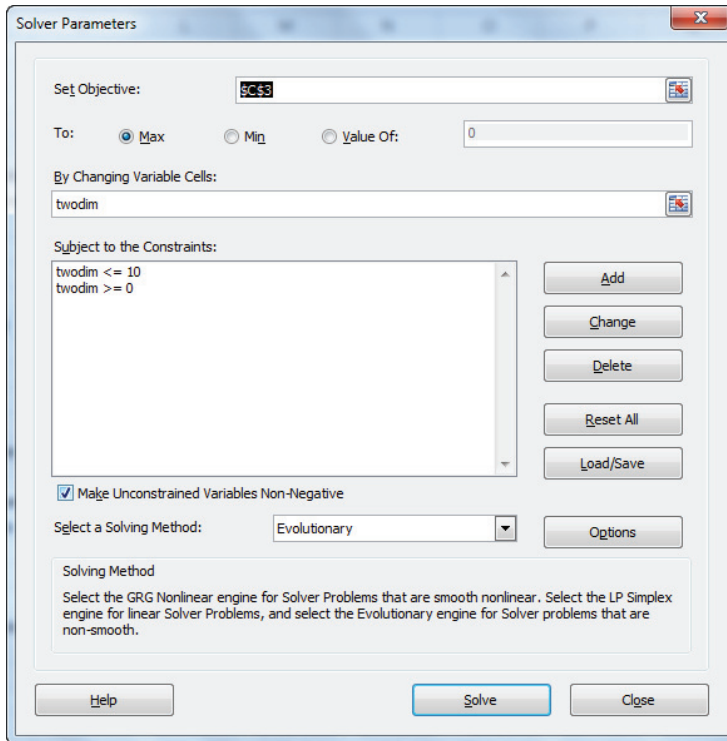 Solver Parameters
Set Objective: $C$3
To: Max Min Value Of: 0
By Changing Variable Cells:
twodim
Subject to the Constraints:
twodim <= 10
twodim >= 0
Add
Change
Delete
Reset All
Load/Save
Make Unconstrained Variables Non-Negative
Select a Solving Method: Evolutionary Options
Solving Method
Select the GRG Nonlinear engine for Solver Problems that are smooth nonlinear. Select the LP Simplex
engine for linear Solver Problems, and select the Evolutionary engine for Solver problems that are
non-smooth.
Help Solve Close